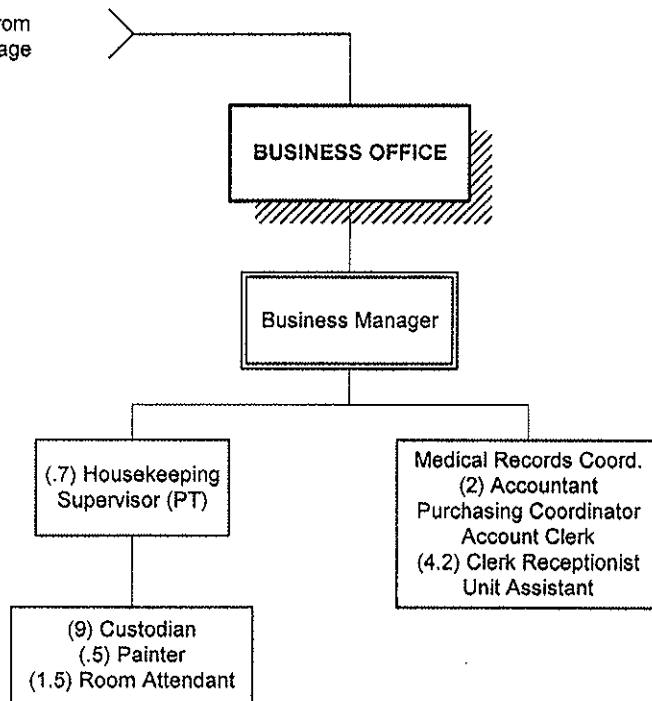 rom
age
BUSINESS OFFICE
Business Manager
(.7) Housekeeping
Supervisor (PT)
Medical Records Coord.
(2) Accountant
Purchasing Coordinator
Account Clerk
(4.2) Clerk Receptionist
Unit Assistant
(9) Custodian
(.5) Painter
(1.5) Room Attendant